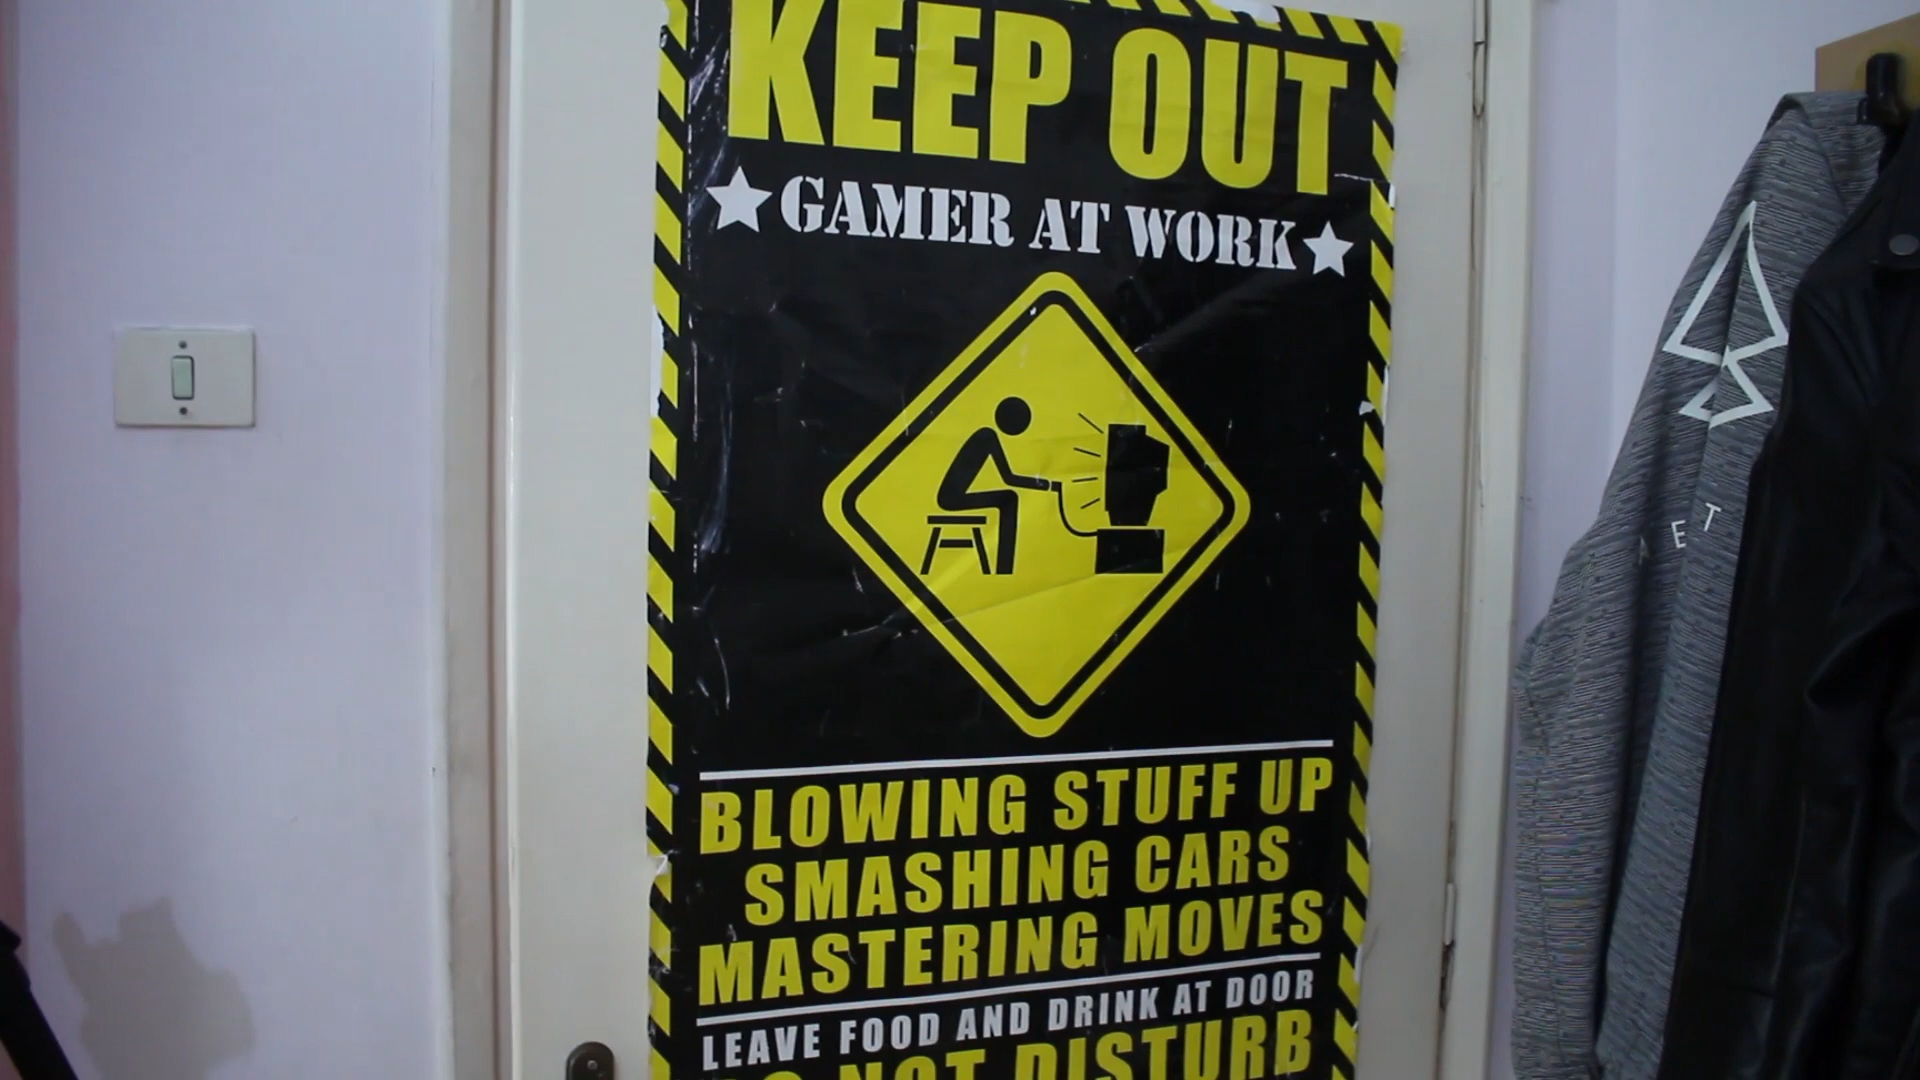 KEEP OUT
GAMER AT WORK
BLOWING STUFF UP
SMASHING CARS
MASTERING MOVES
LEAVE FOOD AND DRINK AT DOOR
DO NOT DISTURB
ET